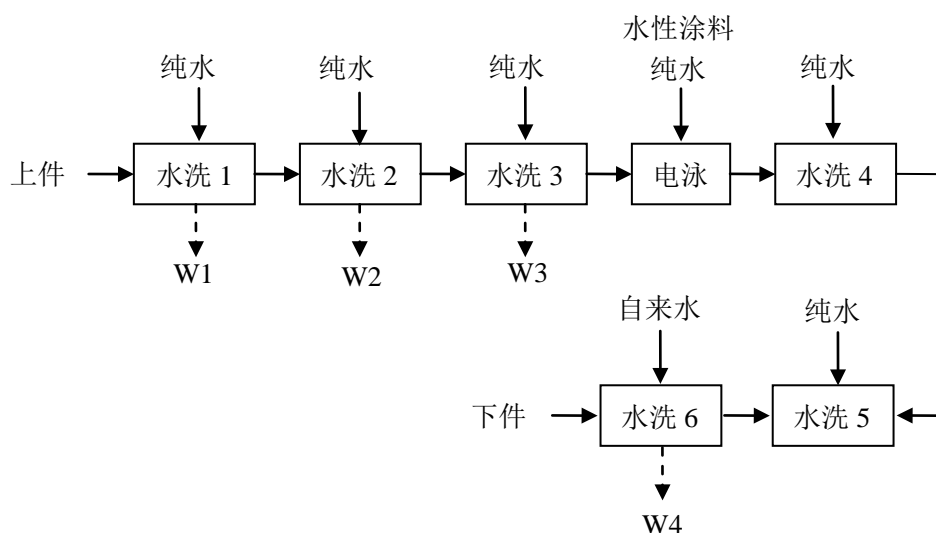 水性涂料
纯水 纯水 纯水 纯水 纯水
上件 水洗 1 水洗 2 水洗 3 电泳 水洗 4
W1 W2 W3
自来水 纯水
下件 水洗 6 水洗 5
W4